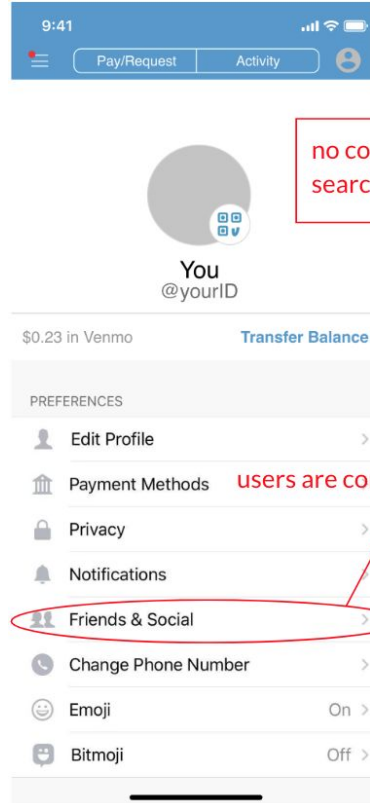 9:41
Pay/Request Activity
no co
searc
You
@yourID
$0.23 in Venmo Transfer Balance
PREFERENCES
Edit Profile
Payment Methods users are co
Privacy
Notifications
Friends & Social
Change Phone Number
Emoji On
Bitmoji Off